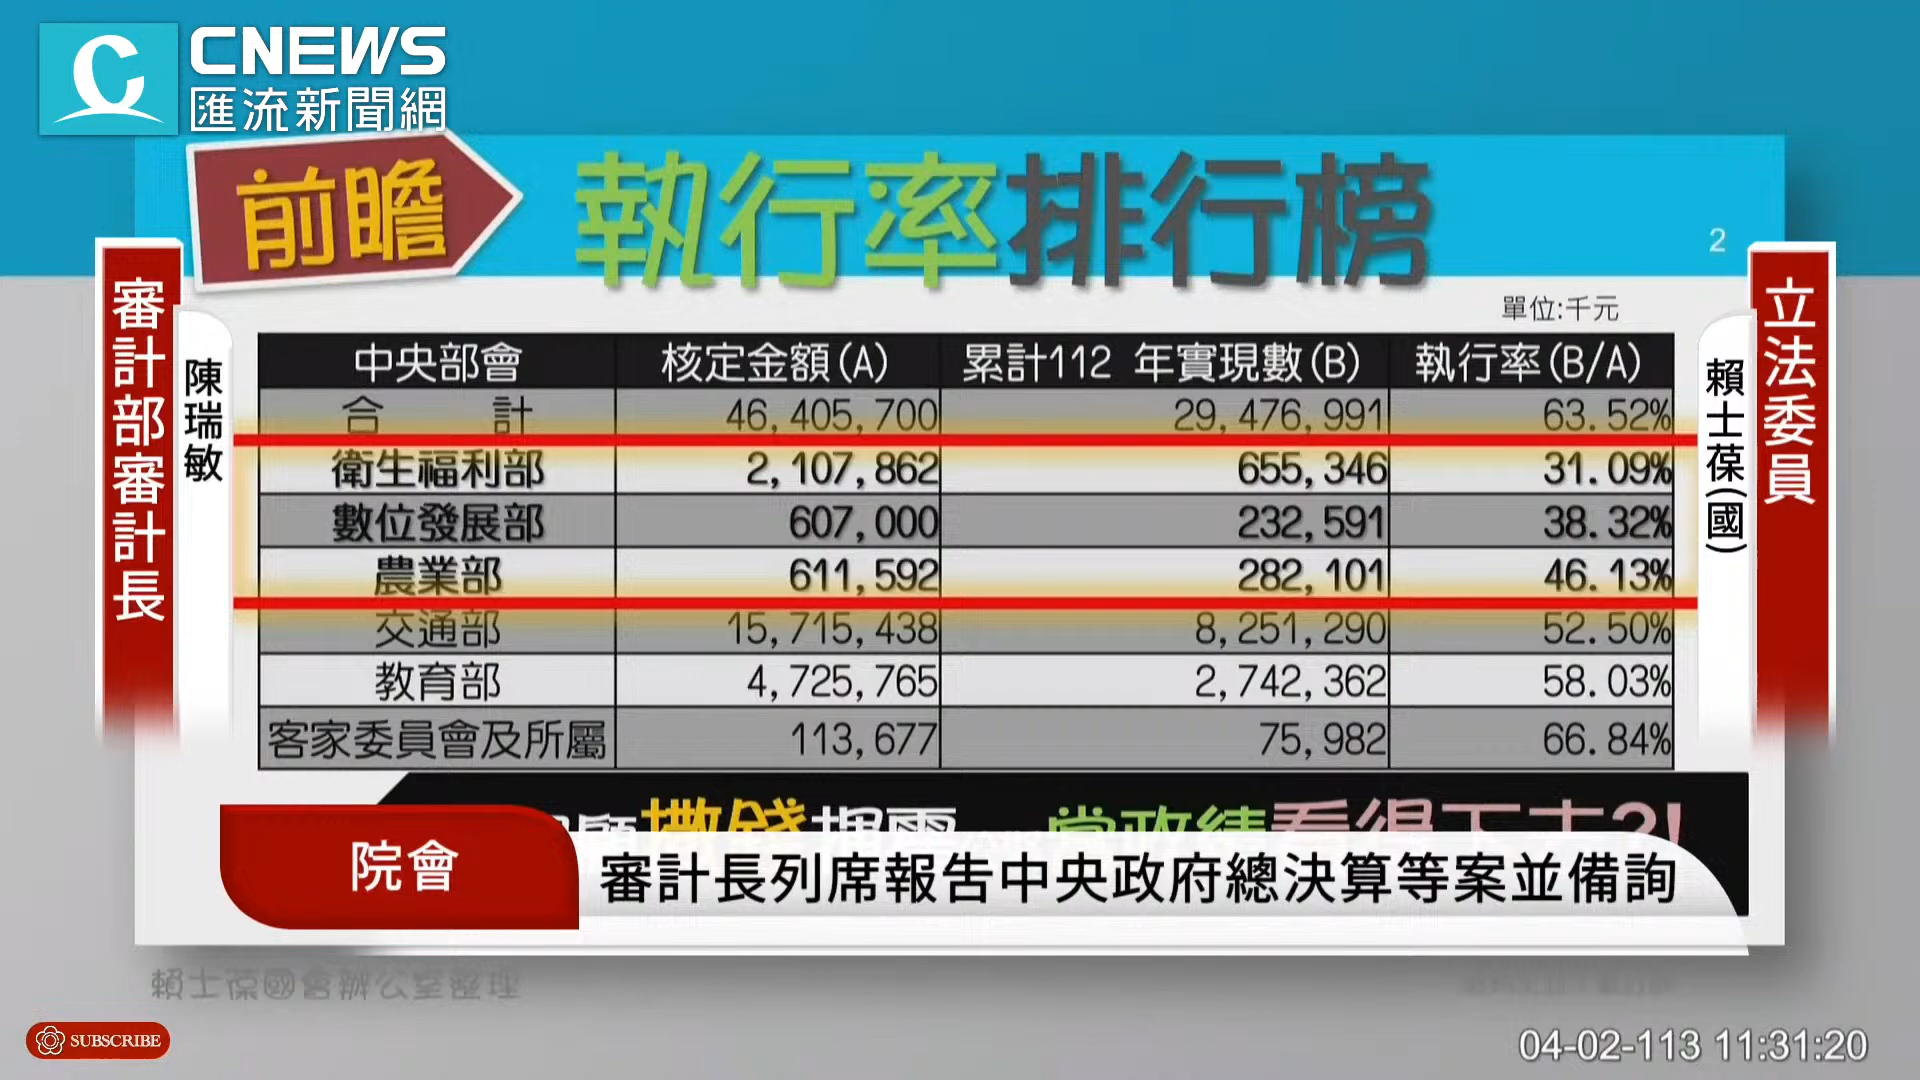 CNEWS
匯流新聞網
前瞻
執行率排行榜
2
審計部審計長
陳瑞敏
立法委員
賴士葆(國)
單位:千元
中央部會 核定金額(A) 累計112 年實現數(B) 執行率(B/A)
合 計 46,405,700 29,476,991 63.52%
衛生福利部 2,107,862 655,346 31.09%
數位發展部 607,000 232,591 38.32%
農業部 611,592 282,101 46.13%
交通部 15,715,438 8,251,290 52.50%
教育部 4,725,765 2,742,362 58.03%
客家委員會及所屬 113,677 75,982 66.84%
撒錢 當政績看得下去?!
院會
審計長列席報告中央政府總決算等案並備詢
賴士葆國會辦公室整理
SUBSCRIBE
04-02-113 11:31:20